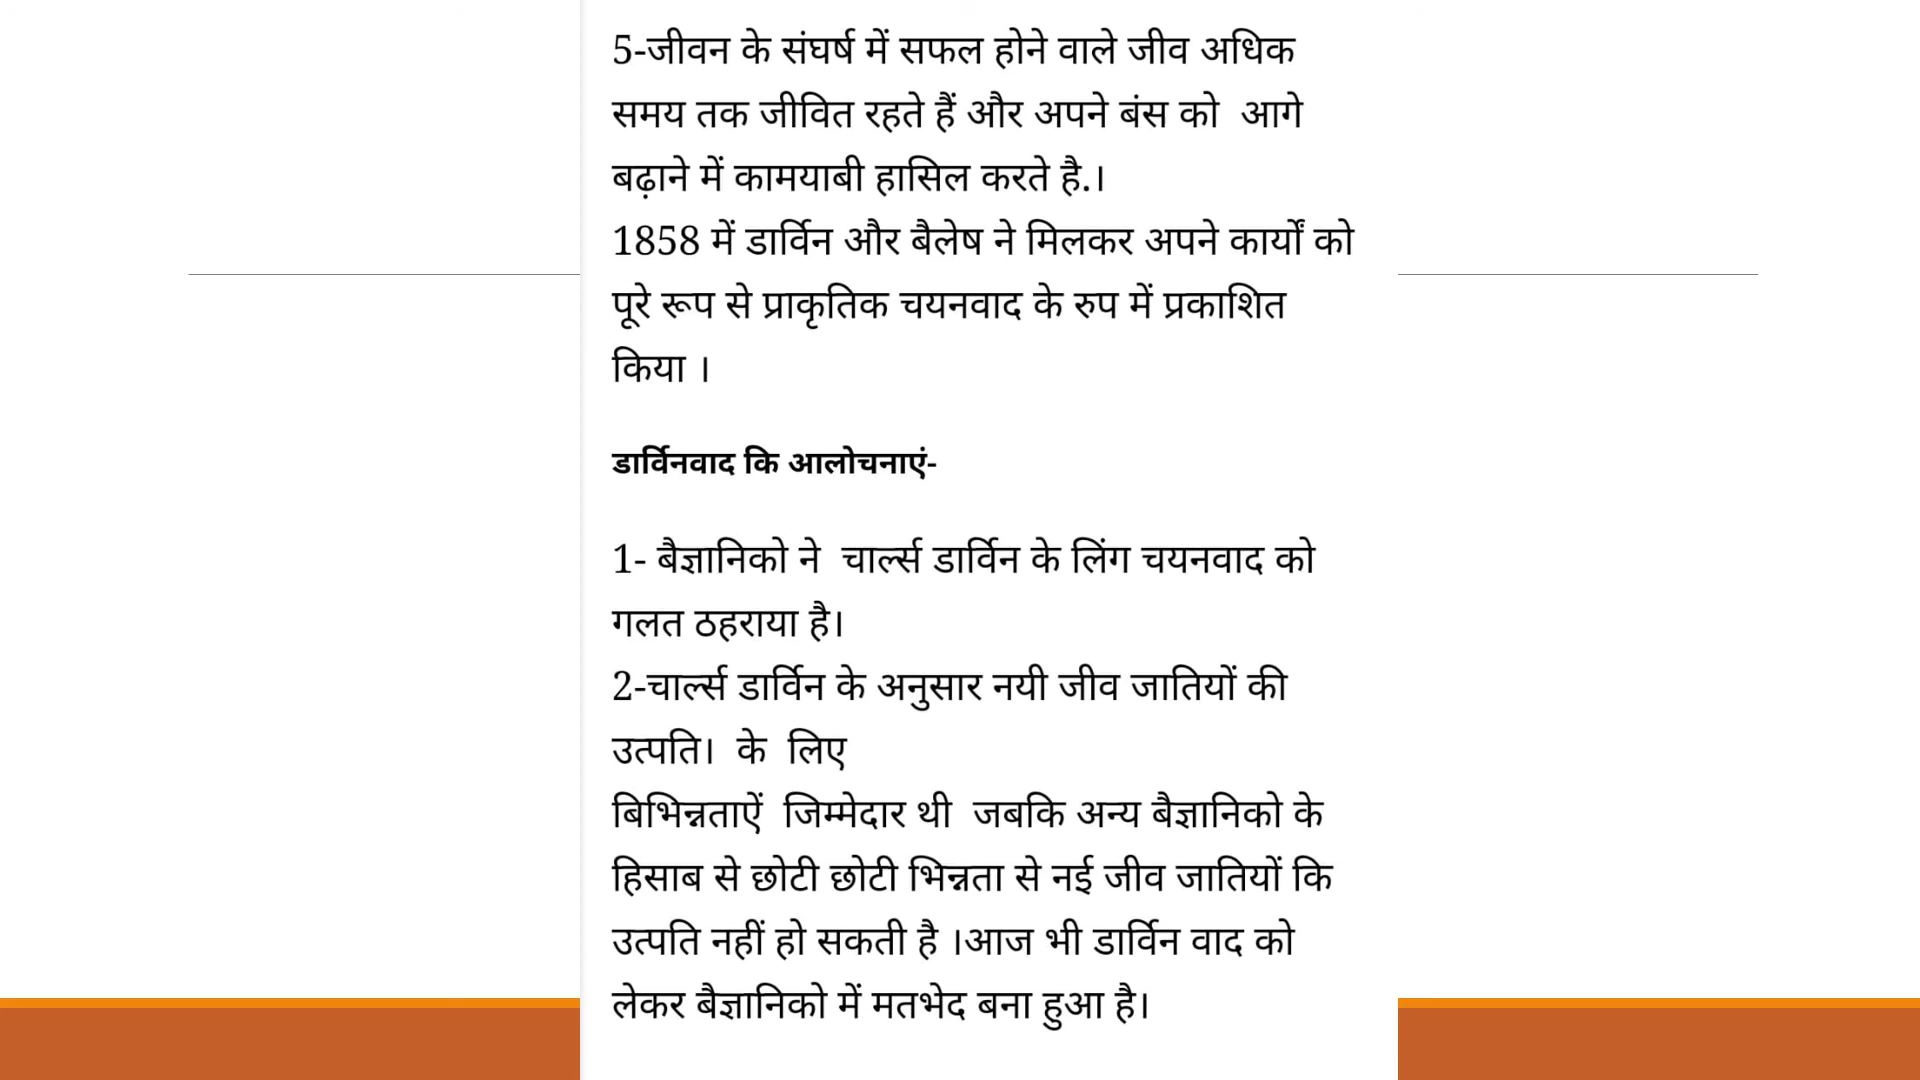 5-जीवन के संघर्ष में सफल होने वाले जीव अधिक
समय तक जीवित रहते हैं और अपने बंस को  आगे
बढ़ाने में कामयाबी हासिल करते है.।
1858 में डार्विन और बैलेष ने मिलकर अपने कार्यों को
पूरे रूप से प्राकृतिक चयनवाद के रुप में प्रकाशित
किया ।
डार्विनवाद कि आलोचनाएं-
1- बैज्ञानिको ने  चार्ल्स डार्विन के लिंग चयनवाद को
गलत ठहराया है।
2-चार्ल्स डार्विन के अनुसार नयी जीव जातियों की
उत्पति।  के  लिए
बिभिन्नताऐं  जिम्मेदार थी  जबकि अन्य बैज्ञानिको के
हिसाब से छोटी छोटी भिन्नता से नई जीव जातियों कि
उत्पति नहीं हो सकती है ।आज भी डार्विन वाद को
लेकर बैज्ञानिको में मतभेद बना हुआ है।